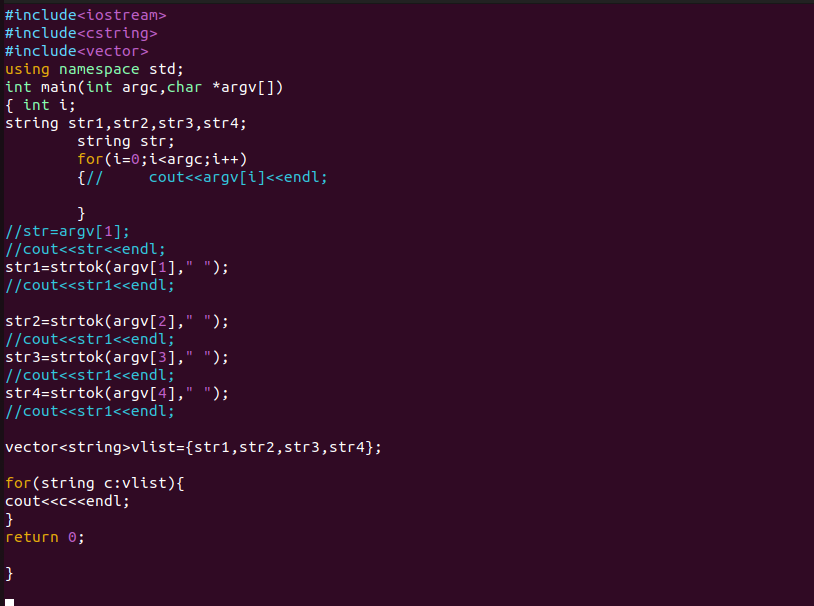 #include<iostream>
#include<cstring>
#include<vector>
using namespace std;
int main(int argc,char *argv[])
{ int i;
string str1,str2,str3,str4;
        string str;
        for(i=0;i<argc;i++)
        {//     cout<<argv[i]<<endl;

        }
//str=argv[1];
//cout<<str<<endl;
str1=strtok(argv[1]," ");
//cout<<str1<<endl;

str2=strtok(argv[2]," ");
//cout<<str1<<endl;
str3=strtok(argv[3]," ");
//cout<<str1<<endl;
str4=strtok(argv[4]," ");
//cout<<str1<<endl;

vector<string>vlist={str1,str2,str3,str4};

for(string c:vlist){
cout<<c<<endl;
}
return 0;

}